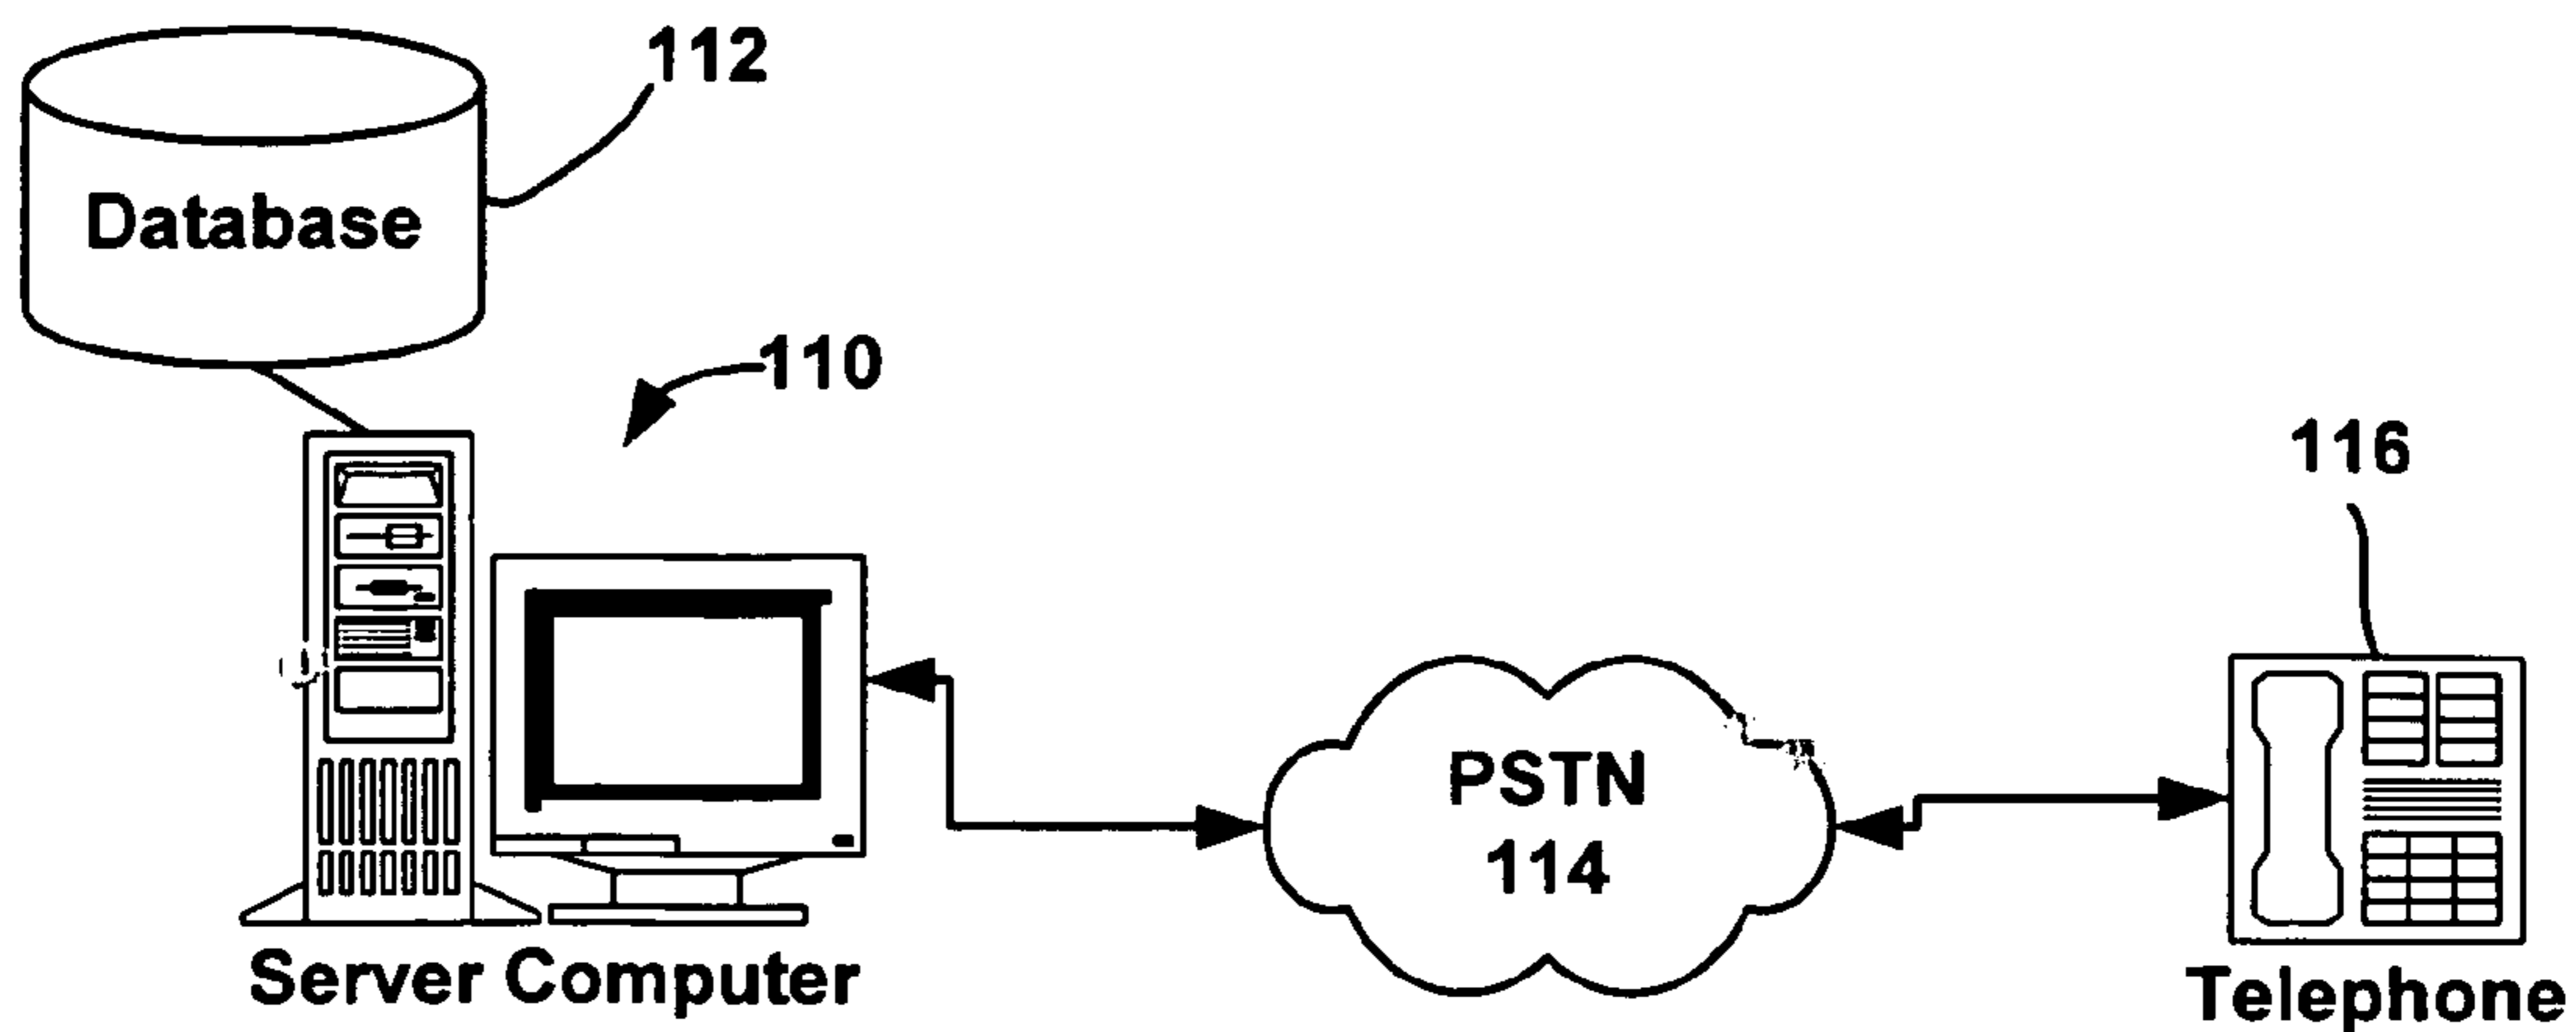 112
Database
110
116
PSTN
114
Server Computer
Telephone